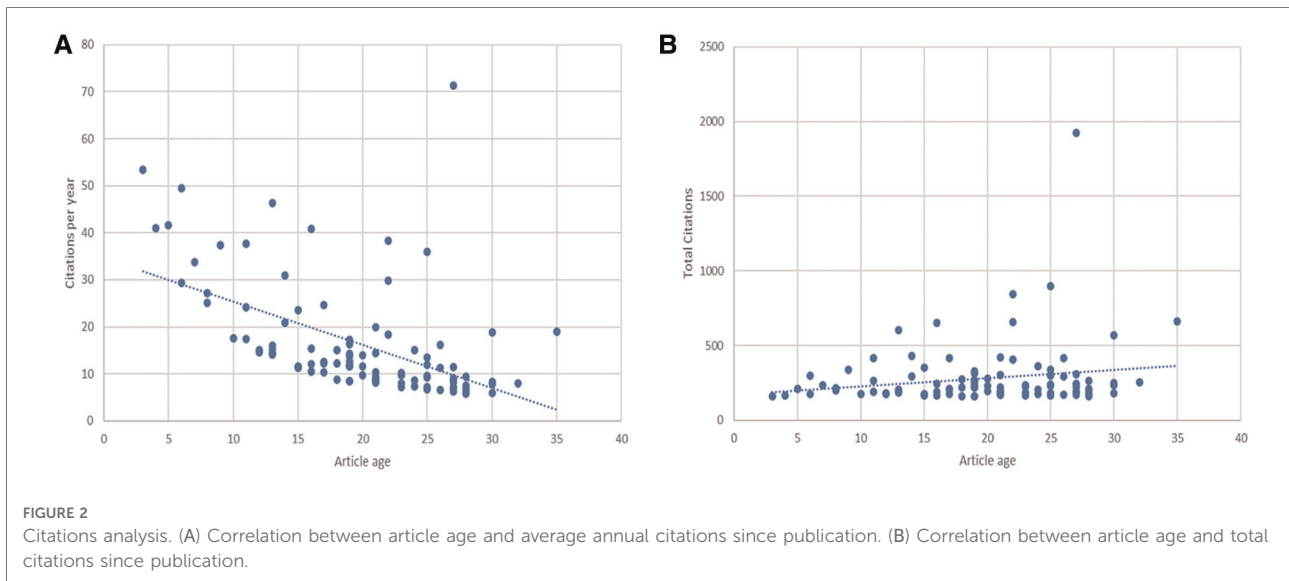 A
80
70
60
50
40
30
20
10
0
Citations per year
0 5 10 15 20 25 30 35 40
Article age
B
2500
2000
1500
1000
500
0
Total Citations
0 5 10 15 20 25 30 35 40
Article age
FIGURE 2
Citations analysis. (A) Correlation between article age and average annual citations since publication. (B) Correlation between article age and total
citations since publication.